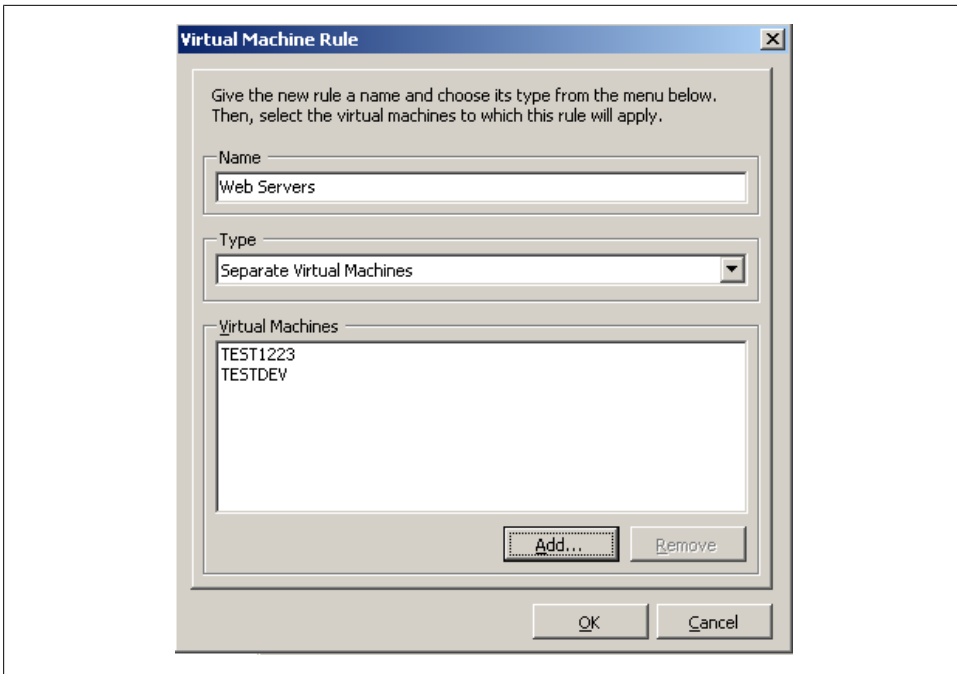 Virtual Machine Rule
Give the new rule a name and choose its type from the menu below.
Then, select the virtual machines to which this rule will apply.
Name
Web Servers
Type
Separate Virtual Machines
Virtual Machines
TEST1223
TESTDEV
Add...
Remove
OK
Cancel